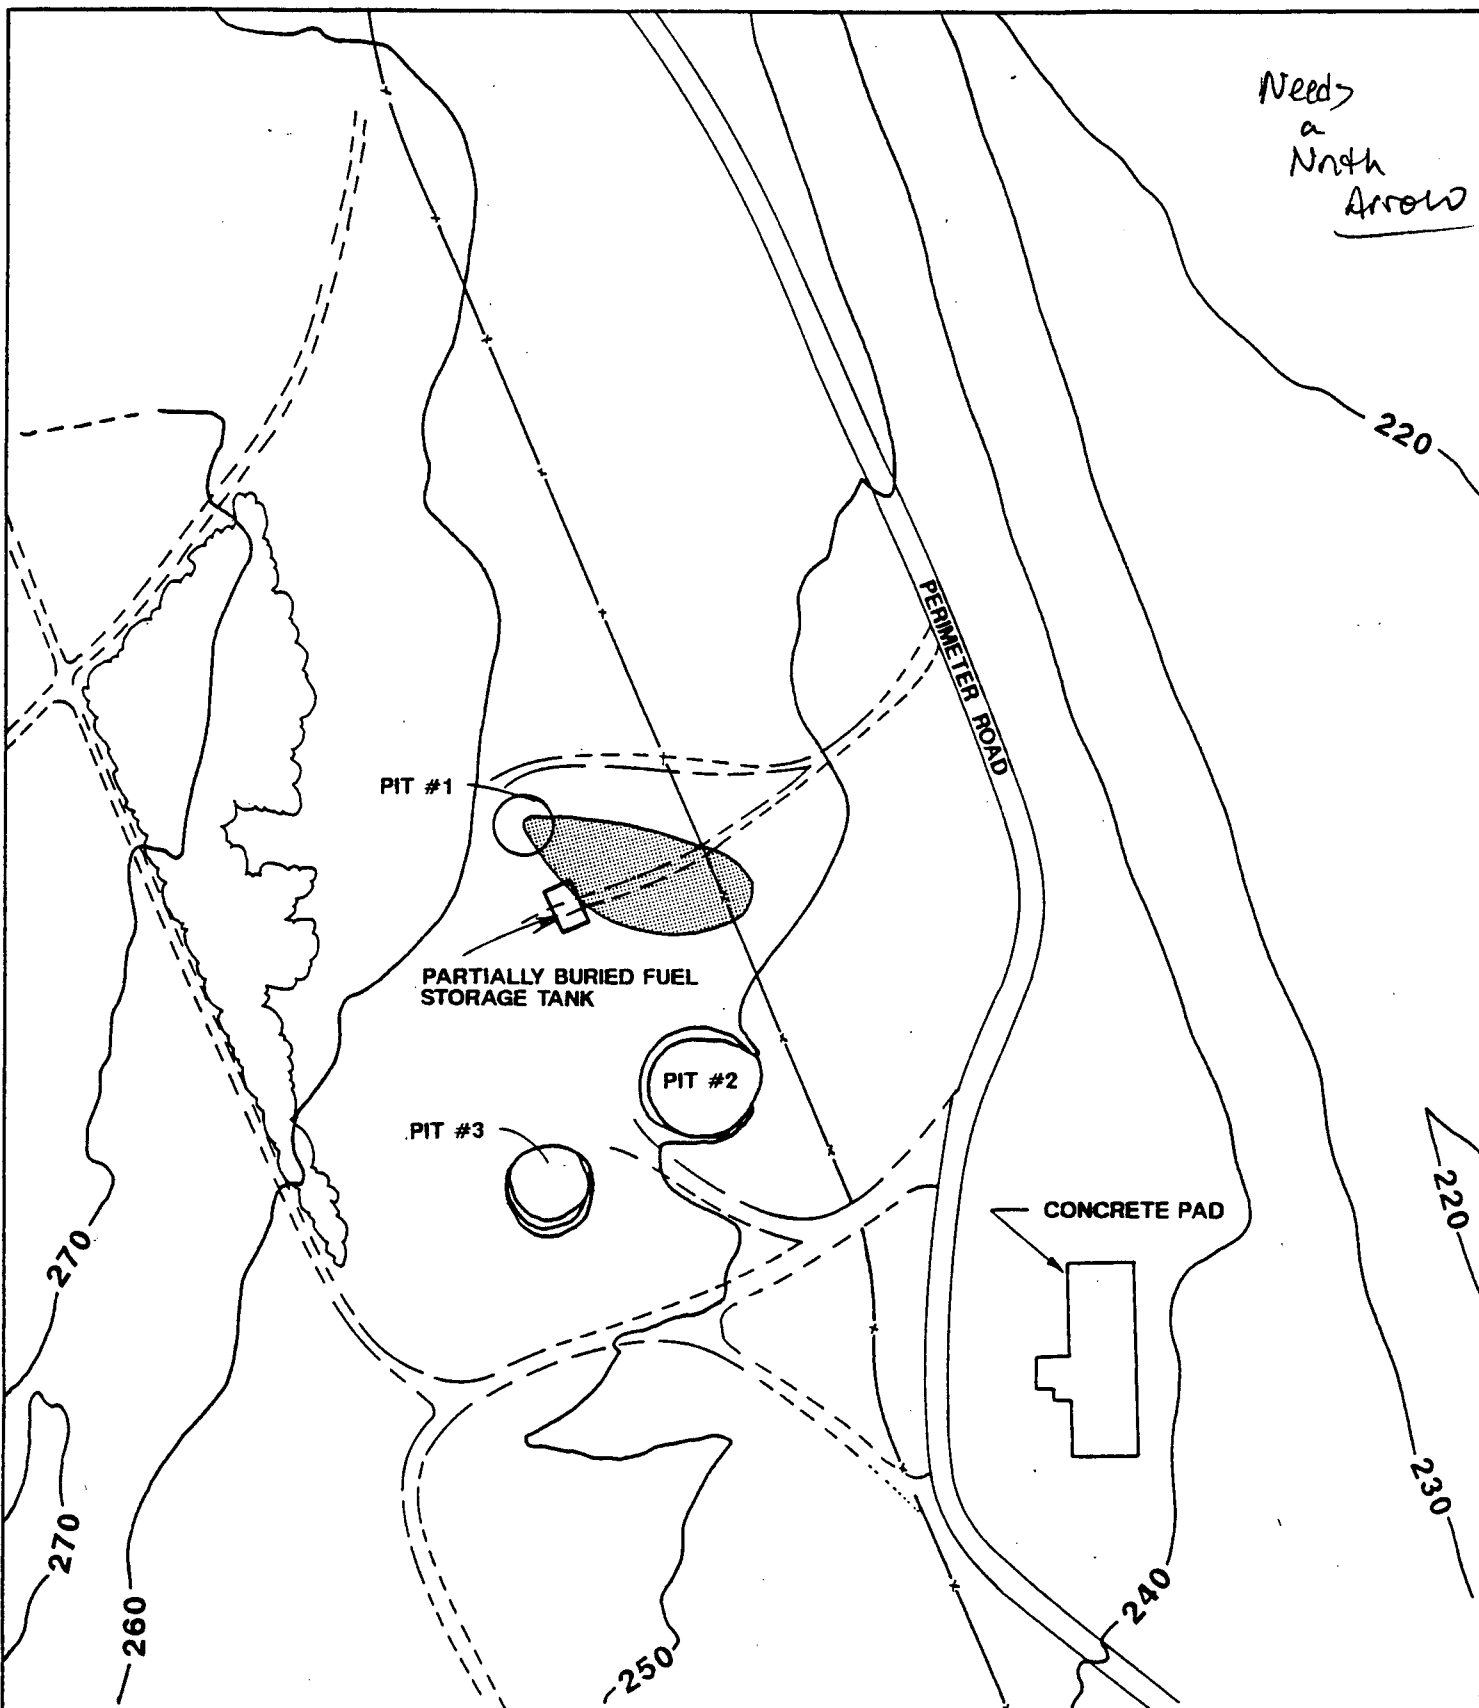 Needs
a
North
Arrow
220
PERIMETER ROAD
PIT #1
PARTIALLY BURIED FUEL
STORAGE TANK
PIT #2
PIT #3
CONCRETE PAD
220
270
230
270
240
260
250